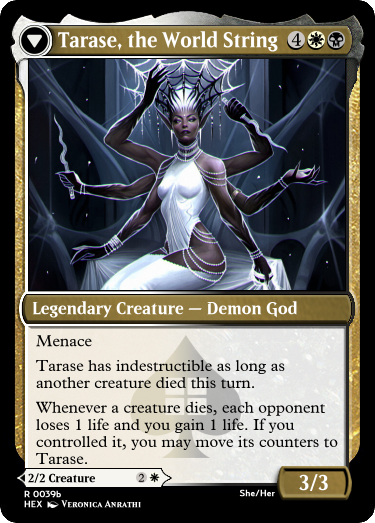 Tarase, the World String 4
Legendary Creature — Demon God
Menace
Tarase has indestructible as long as
another creature died this turn.
Whenever a creature dies, each opponent
loses 1 life and you gain 1 life. If you
controlled it, you may move its counters to
Tarase.
2/2 Creature 2
3/3
R 0039b
She/Her
HEX Veronica Anrathi